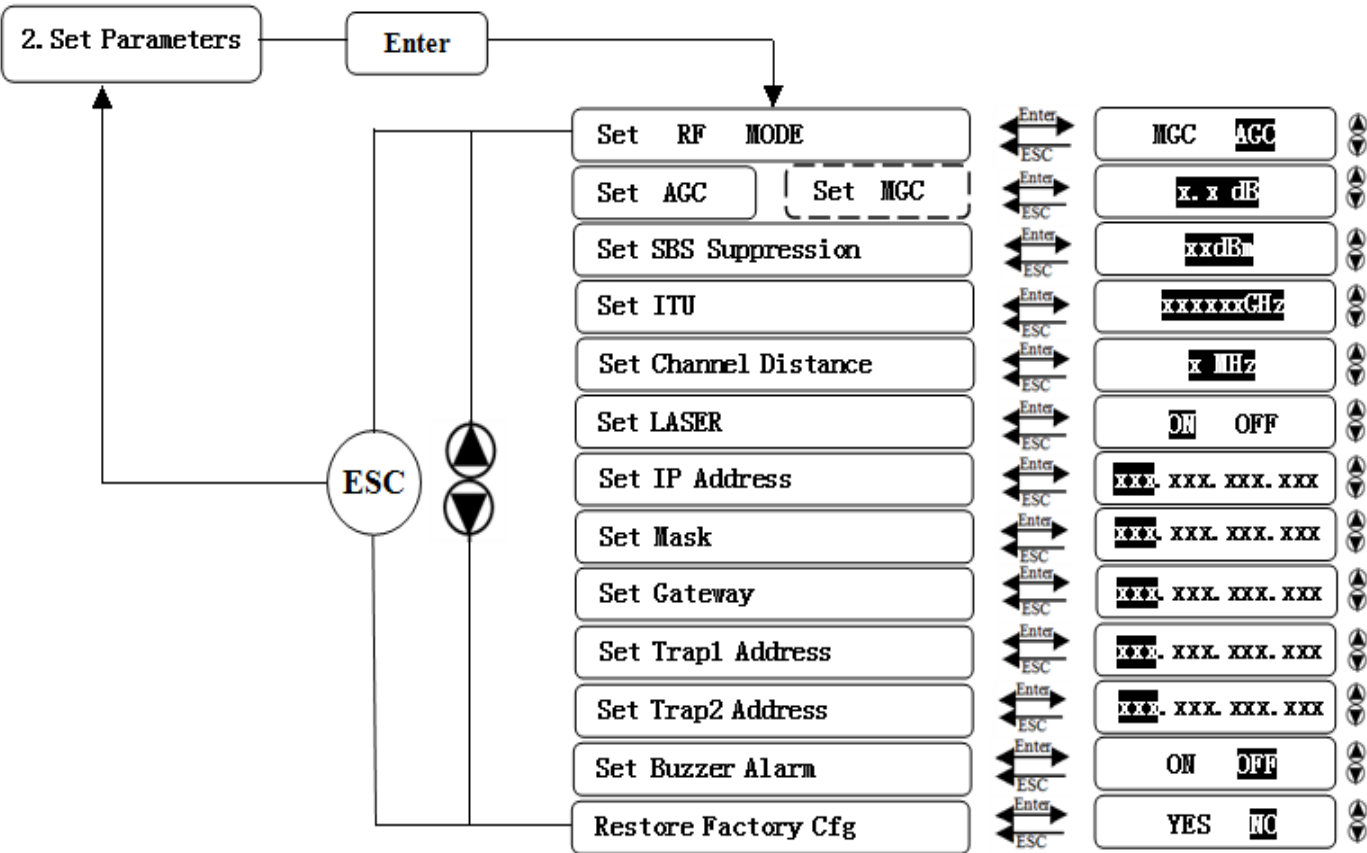 2. Set Parameters
Enter
Set RF MODE
Enter
ESC
MGC AGC
Set AGC
Set MGC
Enter
ESC
x.x dB
Set SBS Suppression
Enter
ESC
xxdBm
Set ITU
Enter
ESC
xxxxxxGHz
Set Channel Distance
Enter
ESC
x MHz
Set LASER
Enter
ESC
ON OFF
ESC
Set IP Address
Enter
ESC
xxx.xxx.xxx.xxx
Set Mask
Enter
ESC
xxx.xxx.xxx.xxx
Set Gateway
Enter
ESC
xxx.xxx.xxx.xxx
Set Trap1 Address
Enter
ESC
xxx.xxx.xxx.xxx
Set Trap2 Address
Enter
ESC
xxx.xxx.xxx.xxx
Set Buzzer Alarm
Enter
ESC
ON OFF
Restore Factory Cfg
Enter
ESC
YES NO